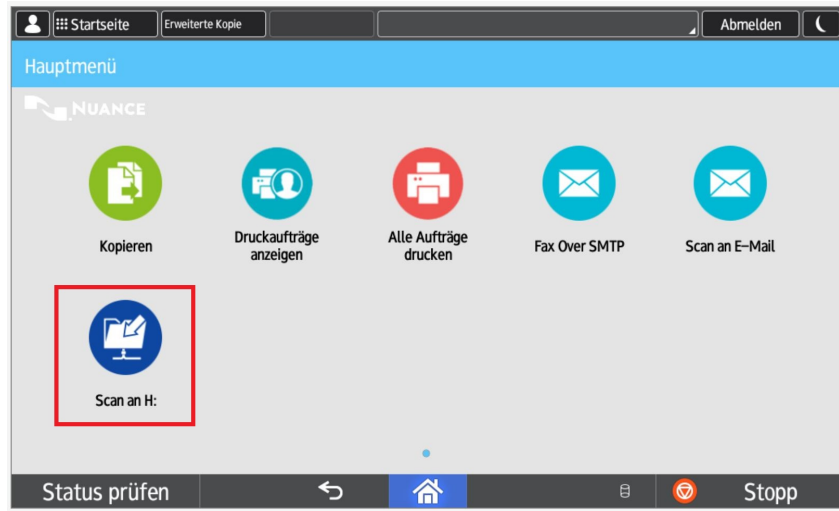 Startseite
Erweiterte Kopie
Abmelden
Hauptmenü
NUANCE
Kopieren
Druckaufträge
anzeigen
Alle Aufträge
drucken
Fax Over SMTP
Scan an E-Mail
Scan an H:
Status prüfen
Stopp